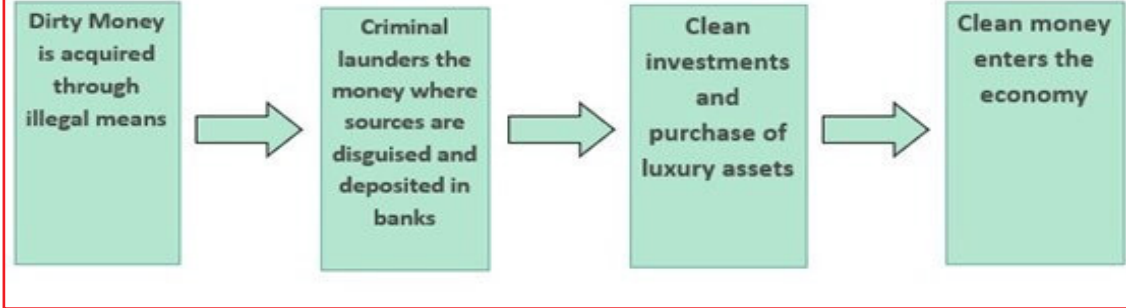 Dirty Money
is acquired
through
illegal means
Criminal
launders the
money where
sources are
disguised and
deposited in
banks
Clean
investments
and
purchase of
luxury assets
Clean money
enters the
economy